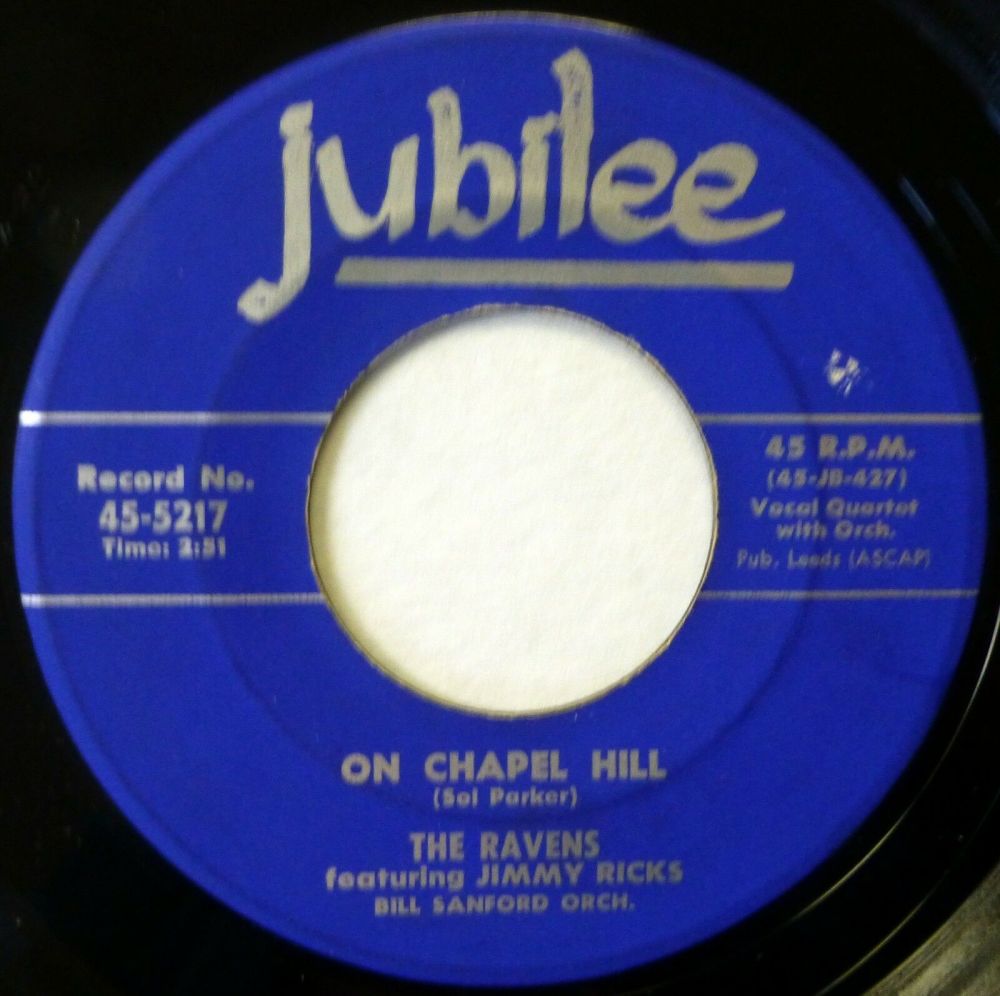 Jubilee
Record No.
45-5217
Time: 2:51
45 R.P.M.
(45-JB-427)
Vocal Quartet
with Orch.
Pub. Leeds (ASCAP)
ON CHAPEL HILL
(Sol Parker)
THE RAVENS
featuring JIMMY RICKS
BILL SANFORD ORCH.